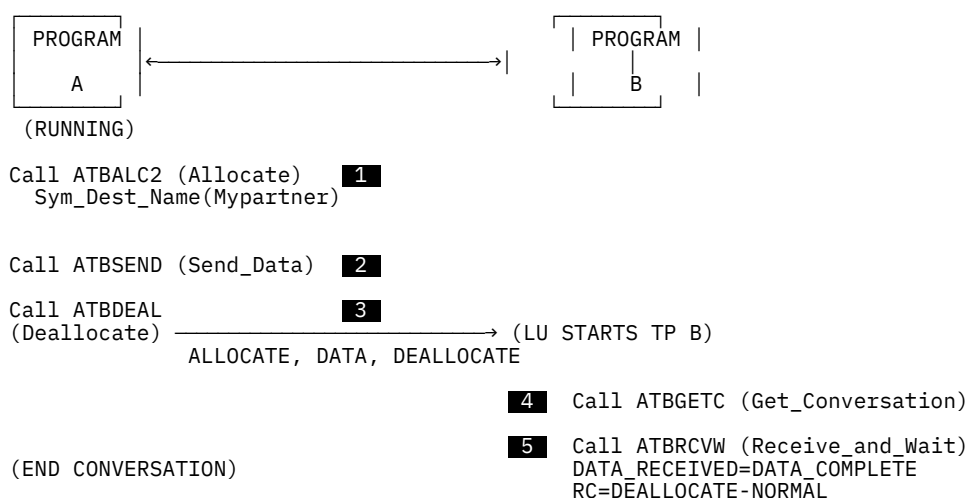 PROGRAM PROGRAM
A B
(RUNNING)
Call ATBALC2 (Allocate) 1
Sym_Dest_Name(Mypartner)
Call ATBSEND (Send_Data) 2
Call ATBDEAL 3
(Deallocate) (LU STARTS TP B)
ALLOCATE, DATA, DEALLOCATE
4 Call ATBGETC (Get_Conversation)
5 Call ATBRCVW (Receive_and_Wait)
(END CONVERSATION) DATA_RECEIVED=DATA_COMPLETE
RC=DEALLOCATE-NORMAL